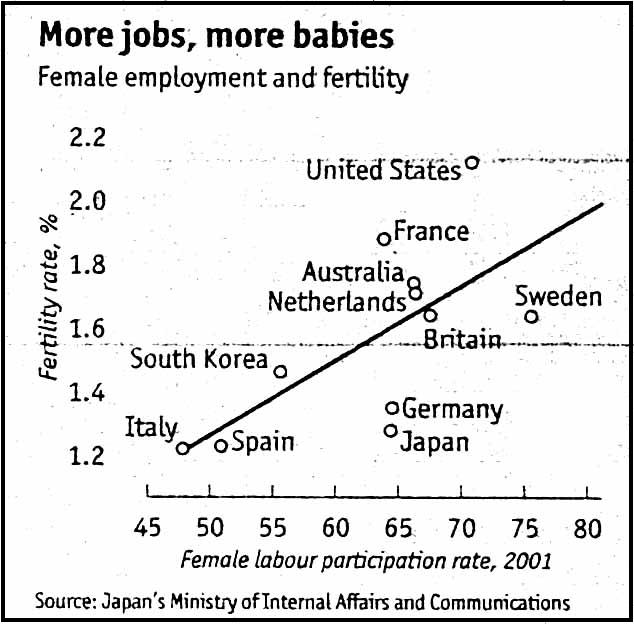 More jobs, more babies
Female employment and fertility
Fertility rate, %
2.2
2.0
1.8
1.6
1.4
1.2
United States
France
Australia
Netherlands
Sweden
Britain
South Korea
Germany
Italy
Spain
Japan
45 50 55 60 65 70 75 80
Female labour participation rate, 2001
Source: Japan's Ministry of Internal Affairs and Communications